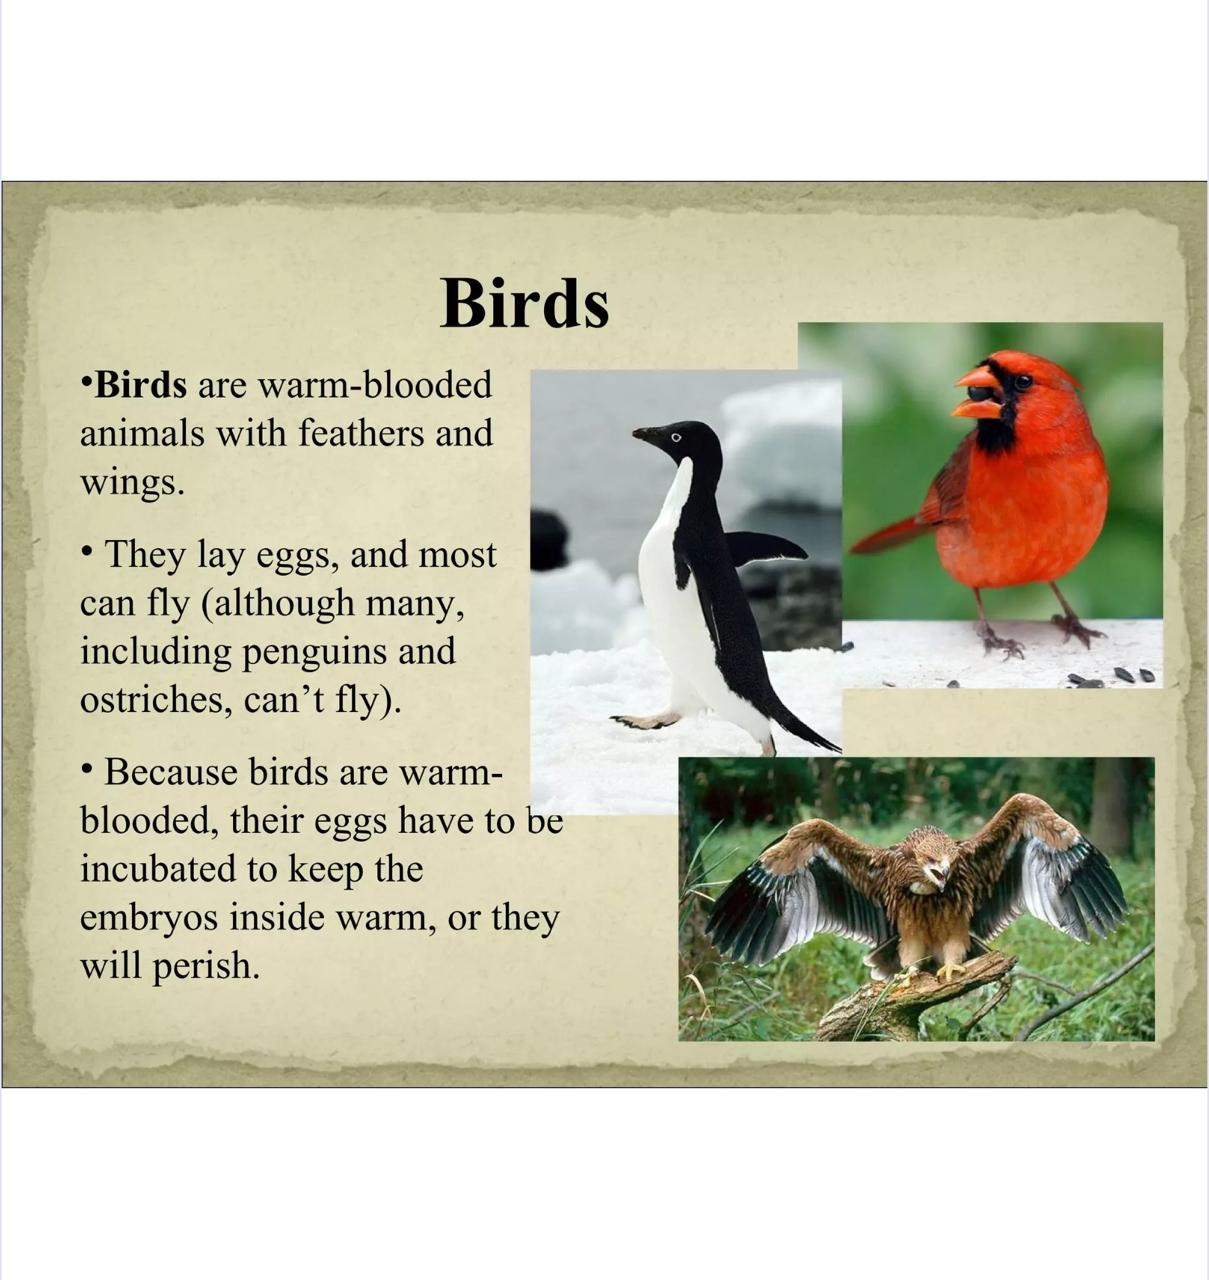 Birds
•Birds are warm-blooded
animals with feathers and
wings.
• They lay eggs, and most
can fly (although many,
including penguins and
ostriches, can’t fly).
• Because birds are warm-
blooded, their eggs have to be
incubated to keep the
embryos inside warm, or they
will perish.